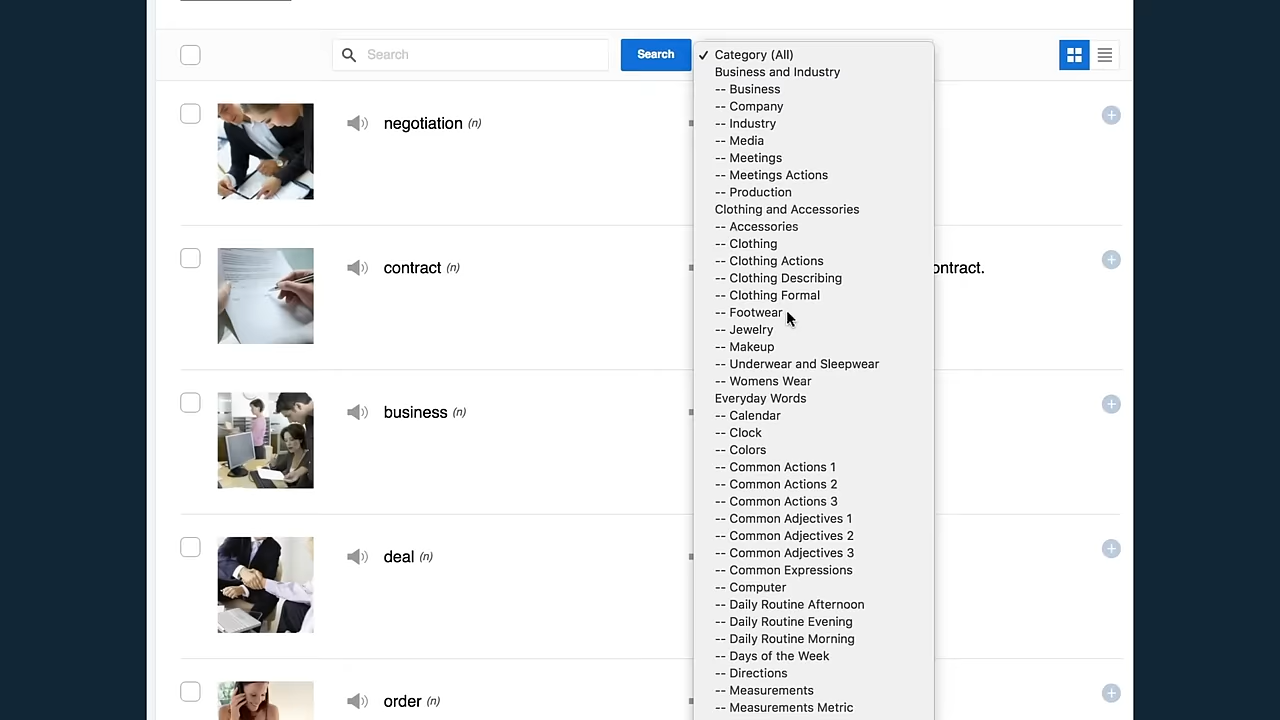 Search
Search
✓ Category (All)
Business and Industry
-- Business
-- Company
-- Industry
-- Media
-- Meetings
-- Meetings Actions
-- Production
Clothing and Accessories
-- Accessories
-- Clothing
-- Clothing Actions
-- Clothing Describing
-- Clothing Formal
-- Footwear
-- Jewelry
-- Makeup
-- Underwear and Sleepwear
-- Womens Wear
Everyday Words
-- Calendar
-- Clock
-- Colors
-- Common Actions 1
-- Common Actions 2
-- Common Actions 3
-- Common Adjectives 1
-- Common Adjectives 2
-- Common Adjectives 3
-- Common Expressions
-- Computer
-- Daily Routine Afternoon
-- Daily Routine Evening
-- Daily Routine Morning
-- Days of the Week
-- Directions
-- Measurements
-- Measurements Metric
negotiation (n)
contract (n)
ontract.
business (n)
deal (n)
order (n)